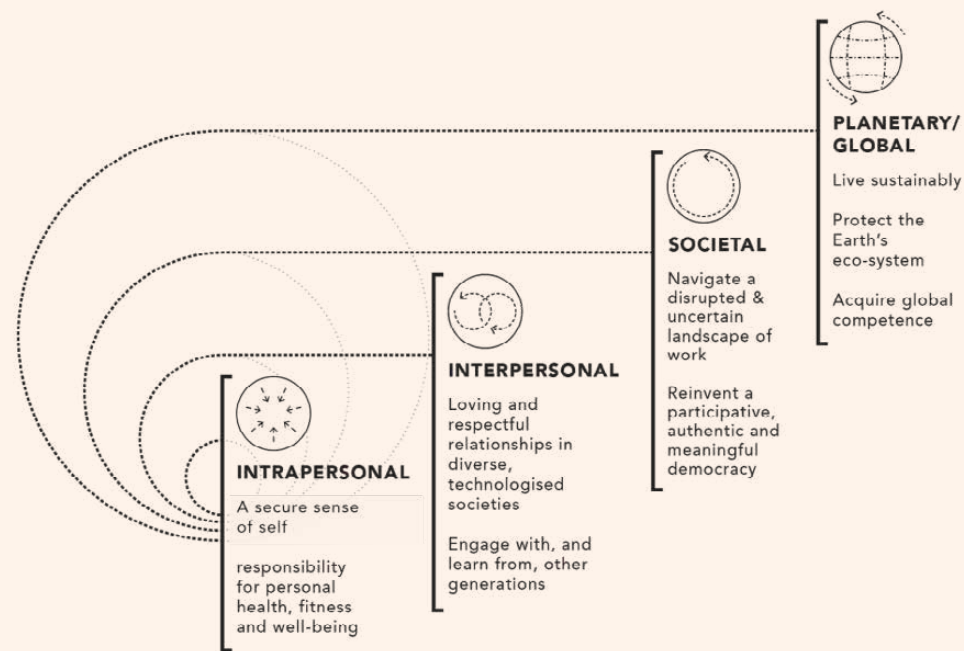 PLANETARY/
GLOBAL
Live sustainably
Protect the
Earth's
eco-system
Acquire global
competence
SOCIETAL
Navigate a
disrupted &
uncertain
landscape of
work
Reinvent a
participative,
authentic and
meaningful
democracy
INTERPERSONAL
Loving and
respectful
relationships in
diverse,
technologised
societies
Engage with, and
learn from, other
generations
INTRAPERSONAL
A secure sense
of self
responsibility
for personal
health, fitness
and well-being